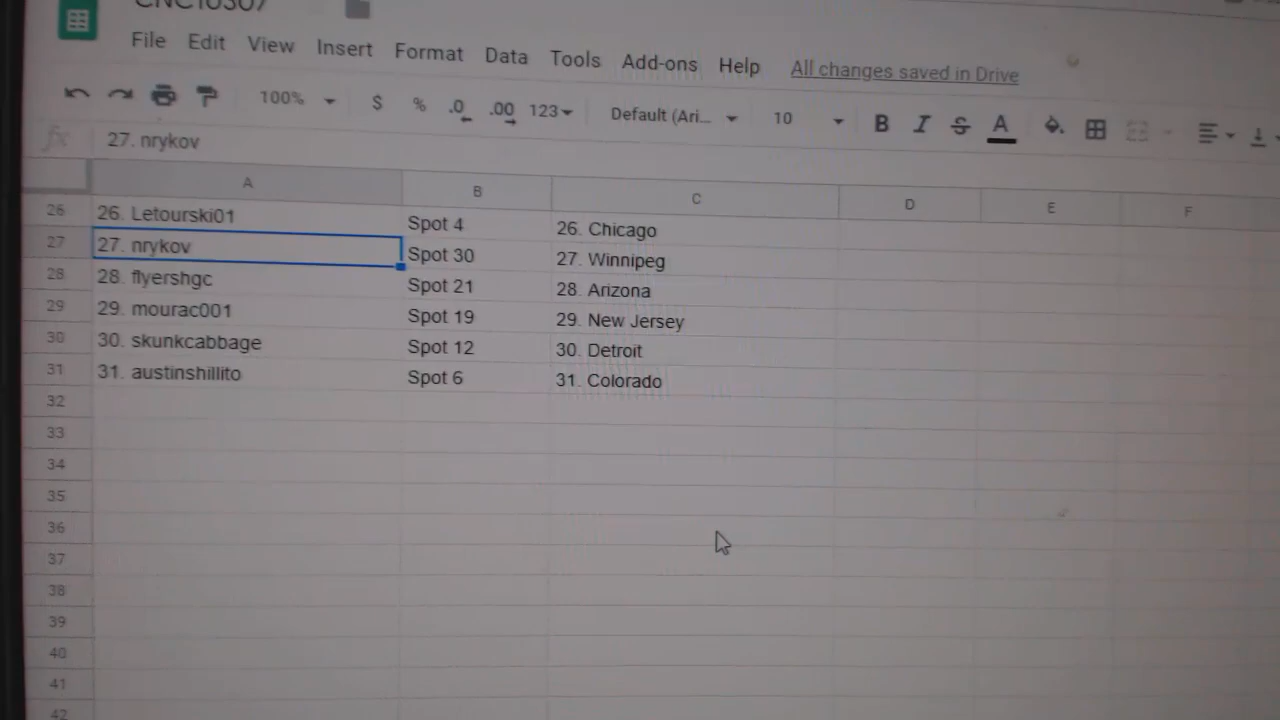 File Edit View Insert Format Data Tools Add-ons Help All changes saved in Drive
100% $ % .0 .00 123 Default (Ari... 10 B I S A
fx 27. nrykov
A B C D E F
26 26. Letourski01 Spot 4 26. Chicago
27 27. nrykov Spot 30 27. Winnipeg
28 28. flyershgc Spot 21 28. Arizona
29 29. mourac001 Spot 19 29. New Jersey
30 30. skunkcabbage Spot 12 30. Detroit
31 31. austinshillito Spot 6 31. Colorado
32
33
34
35
36
37
38
39
40
41
42